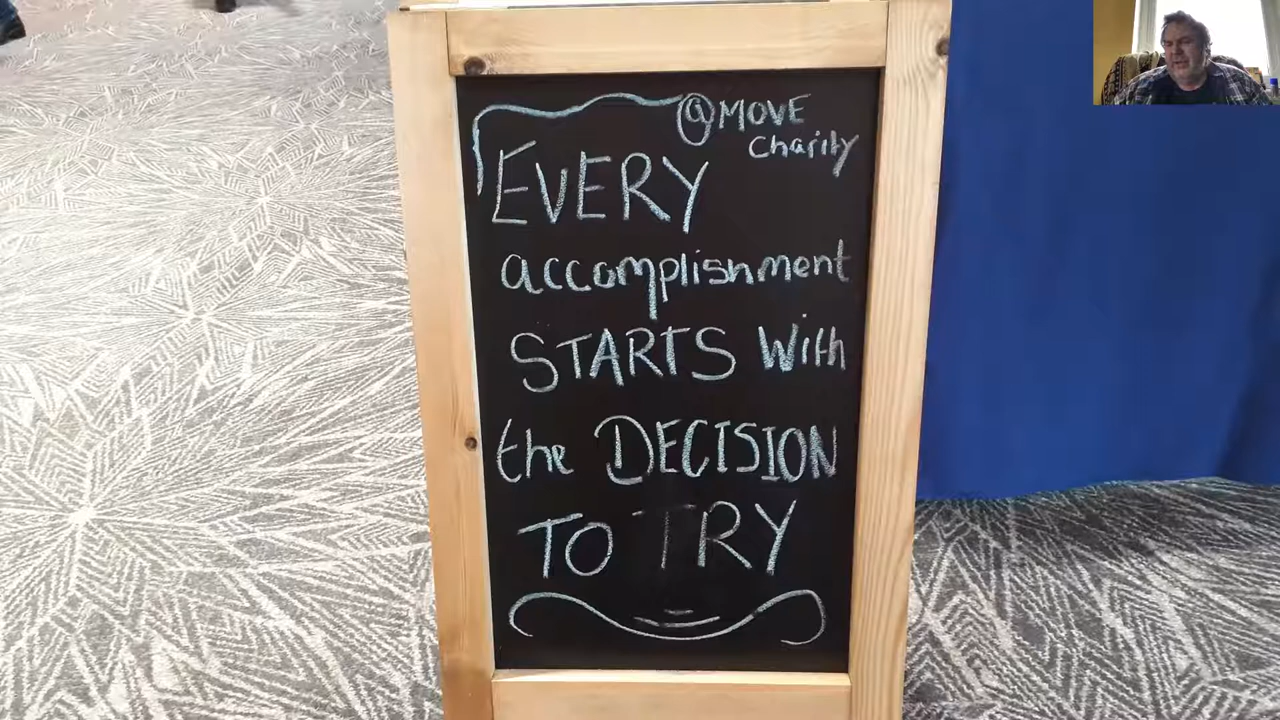 @MOVE
Charity
EVERY
accomplishment
STARTS With
the DECISION
TO TRY